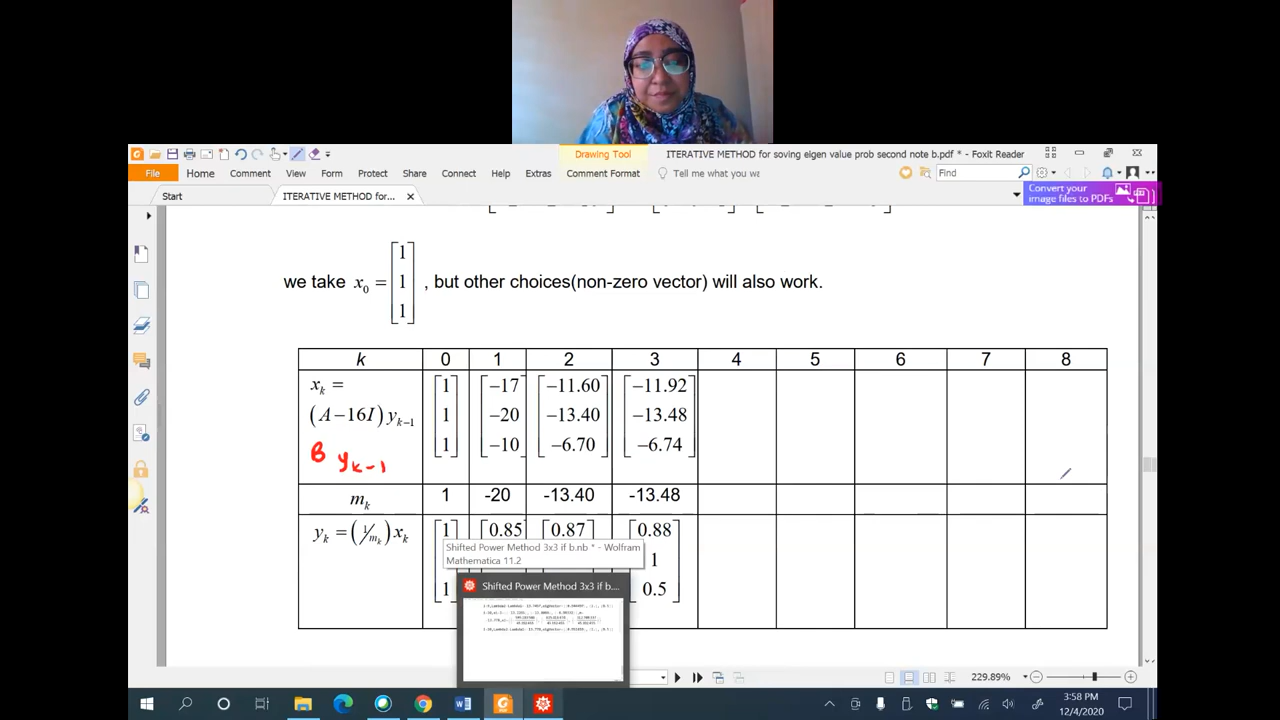 Drawing Tool
ITERATIVE METHOD for soving eigen value prob second note b.pdf * - Foxit Reader
File Home Comment View Form Protect Share Connect Help Extras Comment Format Tell me what you wa Find
Start ITERATIVE METHOD for...
Convert your
image files to PDFs
we take x₀ = [1 1 1] , but other choices(non-zero vector) will also work.
k 0 1 2 3 4 5 6 7 8
xₖ = (A−16I) yₖ₋₁ [1 1 1] [−17 −20 −10] [−11.60 −13.40 −6.70] [−11.92 −13.48 −6.74]
B yₖ₋₁
mₖ 1 -20 -13.40 -13.48
yₖ = (1/mₖ) xₖ [1 1] [0.85 [0.87] [0.88 1 0.5]
Shifted Power Method 3x3 if b.nb * - Wolfram
Mathematica 11.2
Shifted Power Method 3x3 if b....
229.89%
3:58 PM
12/4/2020